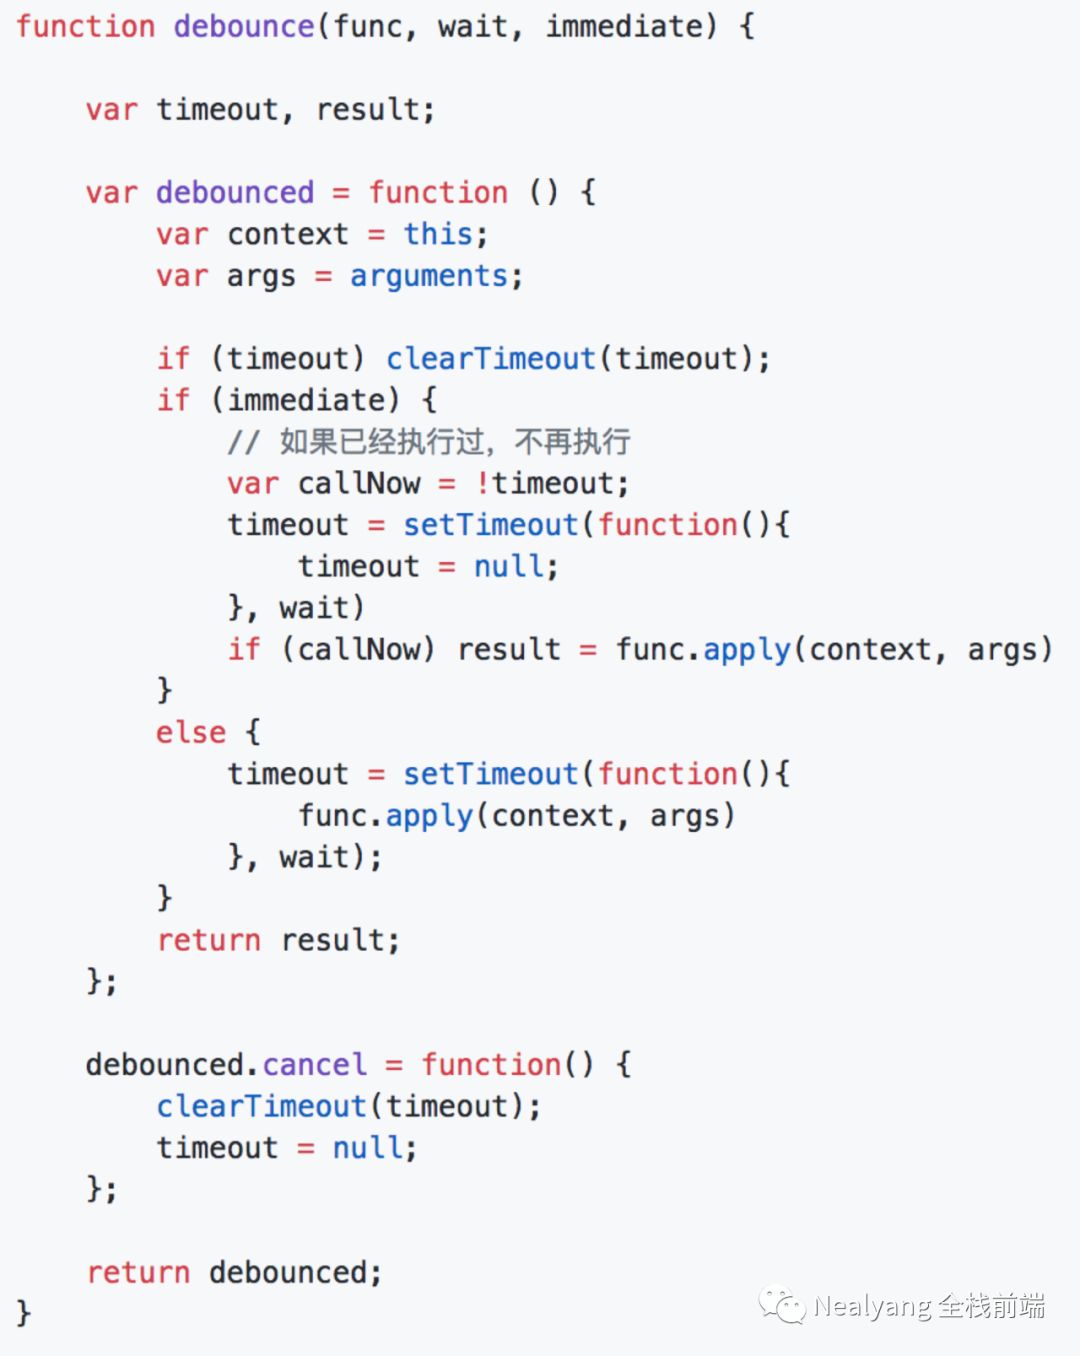 function debounce(func, wait, immediate) {
var timeout, result;
var debounced = function () {
var context = this;
var args = arguments;
if (timeout) clearTimeout(timeout);
if (immediate) {
// 如果已经执行过，不再执行
var callNow = !timeout;
timeout = setTimeout(function(){
timeout = null;
}, wait)
if (callNow) result = func.apply(context, args)
}
else {
timeout = setTimeout(function(){
func.apply(context, args)
}, wait);
}
return result;
};
debounced.cancel = function() {
clearTimeout(timeout);
timeout = null;
};
return debounced;
}
Nealyang 全栈前端